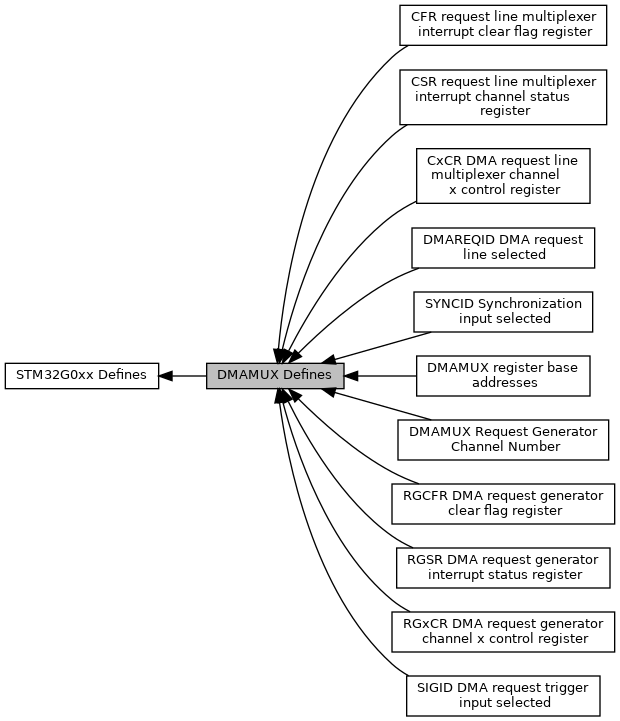 CFR request line multiplexer
interrupt clear flag register
CSR request line multiplexer
interrupt channel status
register
CxCR DMA request line
multiplexer channel
x control register
DMAREQID DMA request
line selected
SYNCID Synchronization
input selected
STM32G0xx Defines
DMAMUX Defines
DMAMUX register base
addresses
DMAMUX Request Generator
Channel Number
RGCFR DMA request generator
clear flag register
RGSR DMA request generator
interrupt status register
RGxCR DMA request generator
channel x control register
SIGID DMA request trigger
input selected